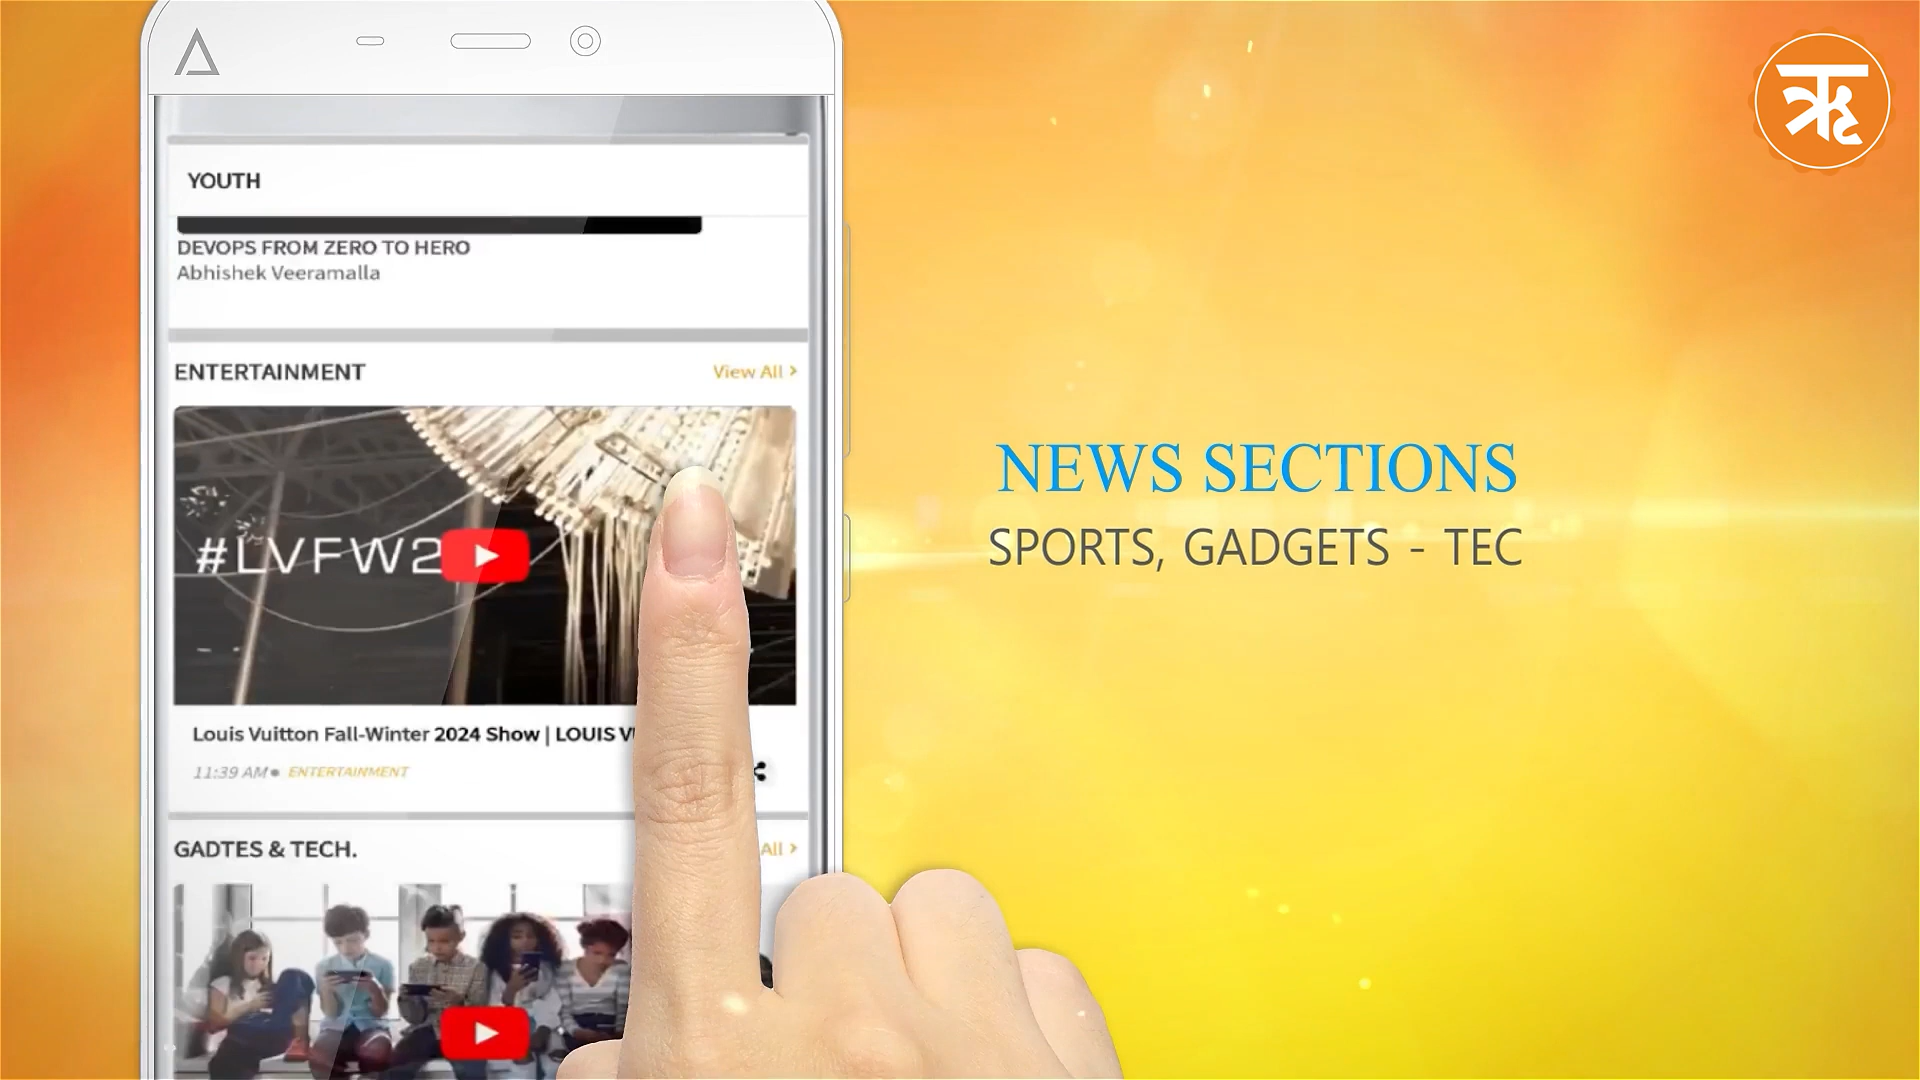 ऋ
YOUTH
DEVOPS FROM ZERO TO HERO
Abhishek Veeramalla
ENTERTAINMENT
View All >
#LVFW2
Louis Vuitton Fall-Winter 2024 Show | LOUIS
11:39 AM● ENTERTAINMENT
GADTES & TECH.
All >
NEWS SECTIONS
SPORTS, GADGETS - TEC